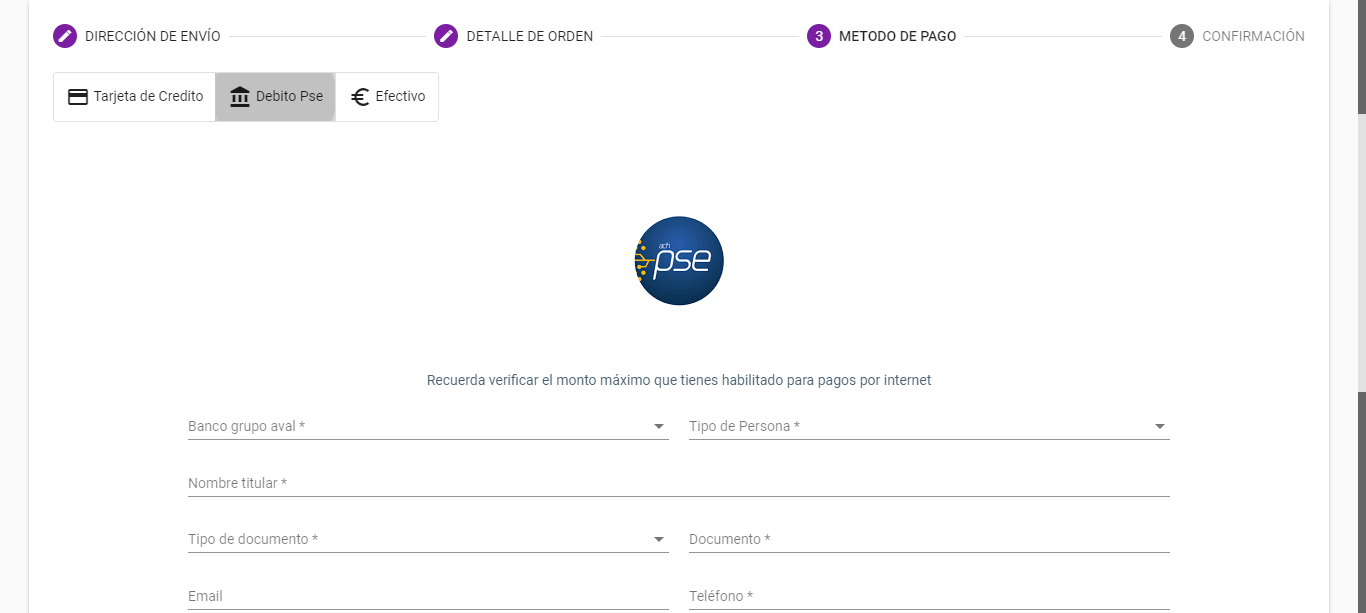 DIRECCIÓN DE ENVÍO
DETALLE DE ORDEN
3 METODO DE PAGO
4 CONFIRMACIÓN
Tarjeta de Credito
Debito Pse
Efectivo
ach
pse
Recuerda verificar el monto máximo que tienes habilitado para pagos por internet
Banco grupo aval *
Tipo de Persona *
Nombre titular *
Tipo de documento *
Documento *
Email
Teléfono *